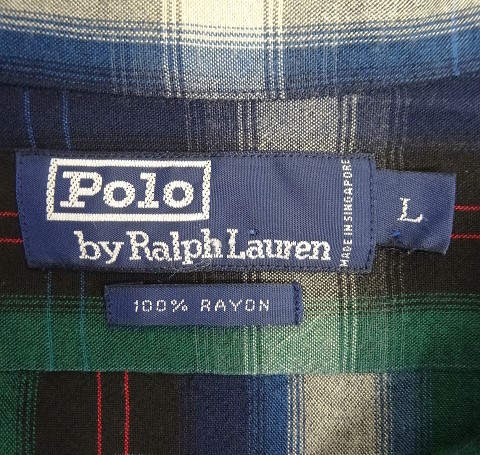 Polo
by Ralph Lauren
MADE IN SINGAPORE
L
100% RAYON